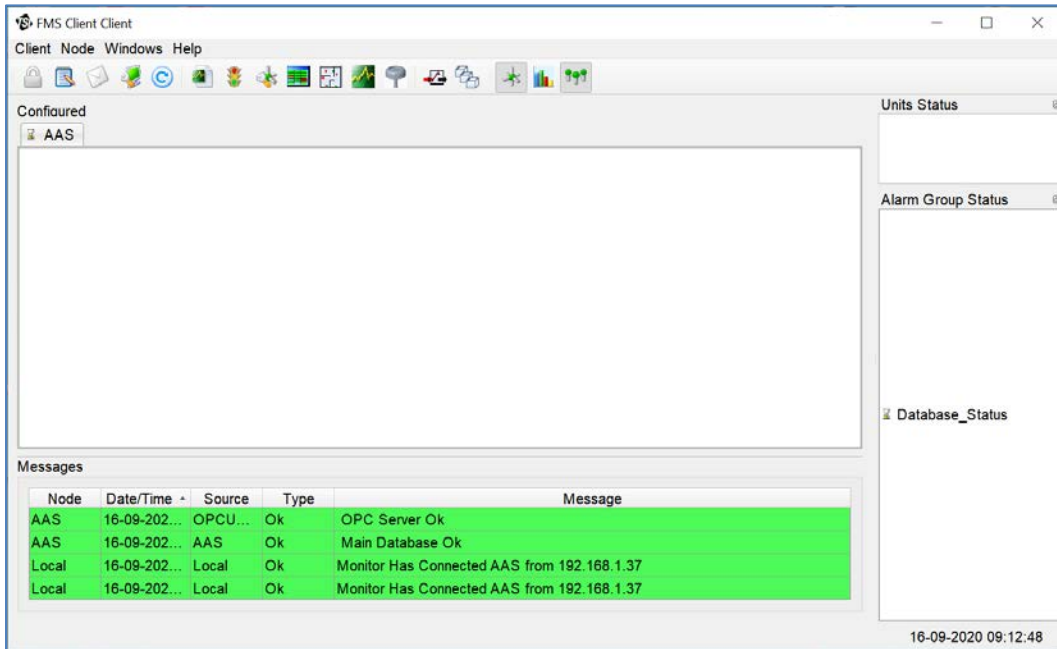 FMS Client Client
Client Node Windows Help
Configured
AAS
Units Status
Alarm Group Status
Database_Status
Messages
Node Date/Time Source Type Message
AAS 16-09-202... OPCU... Ok OPC Server Ok
AAS 16-09-202... AAS Ok Main Database Ok
Local 16-09-202... Local Ok Monitor Has Connected AAS from 192.168.1.37
Local 16-09-202... Local Ok Monitor Has Connected AAS from 192.168.1.37
16-09-2020 09:12:48